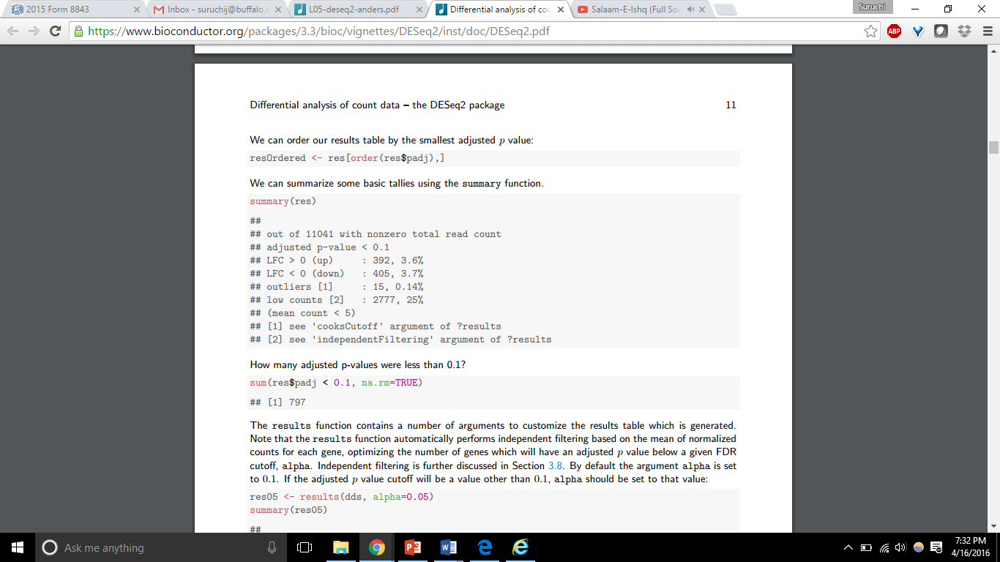 2015 Form 8843
Inbox - suruchij@buffalo.e
L05-deseq2-anders.pdf
Differential analysis of cou
Salaam-E-Ishq (Full So
Suruchi
https://www.bioconductor.org/packages/3.3/bioc/vignettes/DESeq2/inst/doc/DESeq2.pdf
ABP
Differential analysis of count data – the DESeq2 package 11
We can order our results table by the smallest adjusted p value:
resOrdered <- res[order(res$padj),]
We can summarize some basic tallies using the summary function.
summary(res)
##
## out of 11041 with nonzero total read count
## adjusted p-value < 0.1
## LFC > 0 (up) : 392, 3.6%
## LFC < 0 (down) : 405, 3.7%
## outliers [1] : 15, 0.14%
## low counts [2] : 2777, 25%
## (mean count < 5)
## [1] see 'cooksCutoff' argument of ?results
## [2] see 'independentFiltering' argument of ?results
How many adjusted p-values were less than 0.1?
sum(res$padj < 0.1, na.rm=TRUE)
## [1] 797
The results function contains a number of arguments to customize the results table which is generated.
Note that the results function automatically performs independent filtering based on the mean of normalized
counts for each gene, optimizing the number of genes which will have an adjusted p value below a given FDR
cutoff, alpha. Independent filtering is further discussed in Section 3.8. By default the argument alpha is set
to 0.1. If the adjusted p value cutoff will be a value other than 0.1, alpha should be set to that value:
res05 <- results(dds, alpha=0.05)
summary(res05)
##
Ask me anything
7:32 PM
4/16/2016